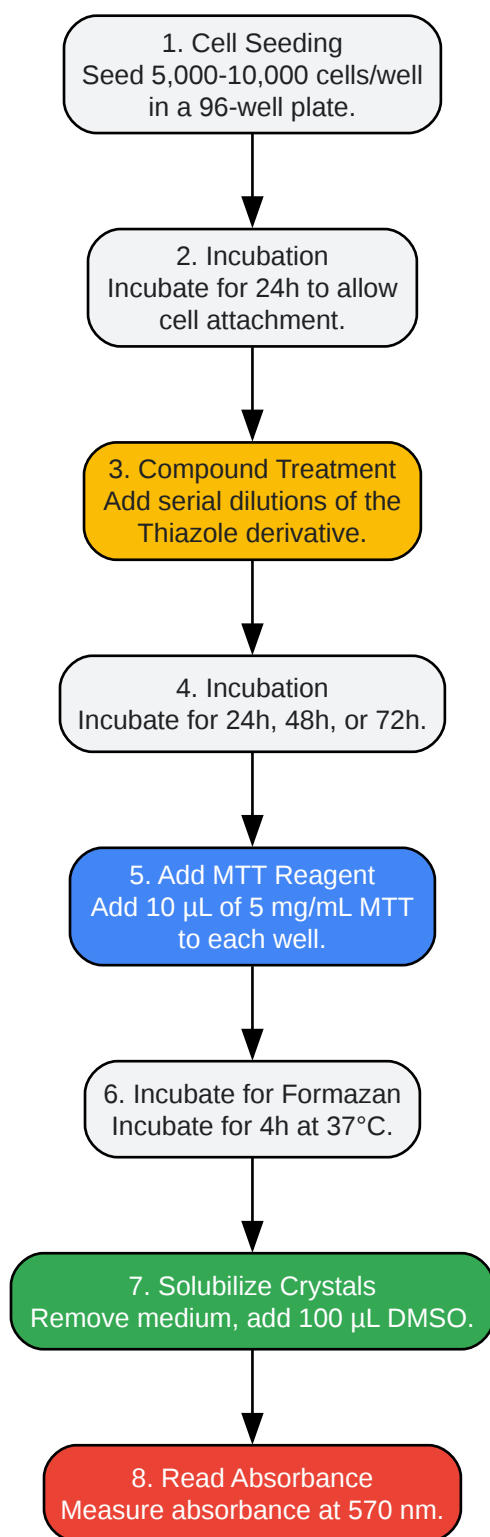 1. Cell Seeding
Seed 5,000-10,000 cells/well
in a 96-well plate.
2. Incubation
Incubate for 24h to allow
cell attachment.
3. Compound Treatment
Add serial dilutions of the
Thiazole derivative.
4. Incubation
Incubate for 24h, 48h, or 72h.
5. Add MTT Reagent
Add 10 µL of 5 mg/mL MTT
to each well.
6. Incubate for Formazan
Incubate for 4h at 37°C.
7. Solubilize Crystals
Remove medium, add 100 µL DMSO.
8. Read Absorbance
Measure absorbance at 570 nm.